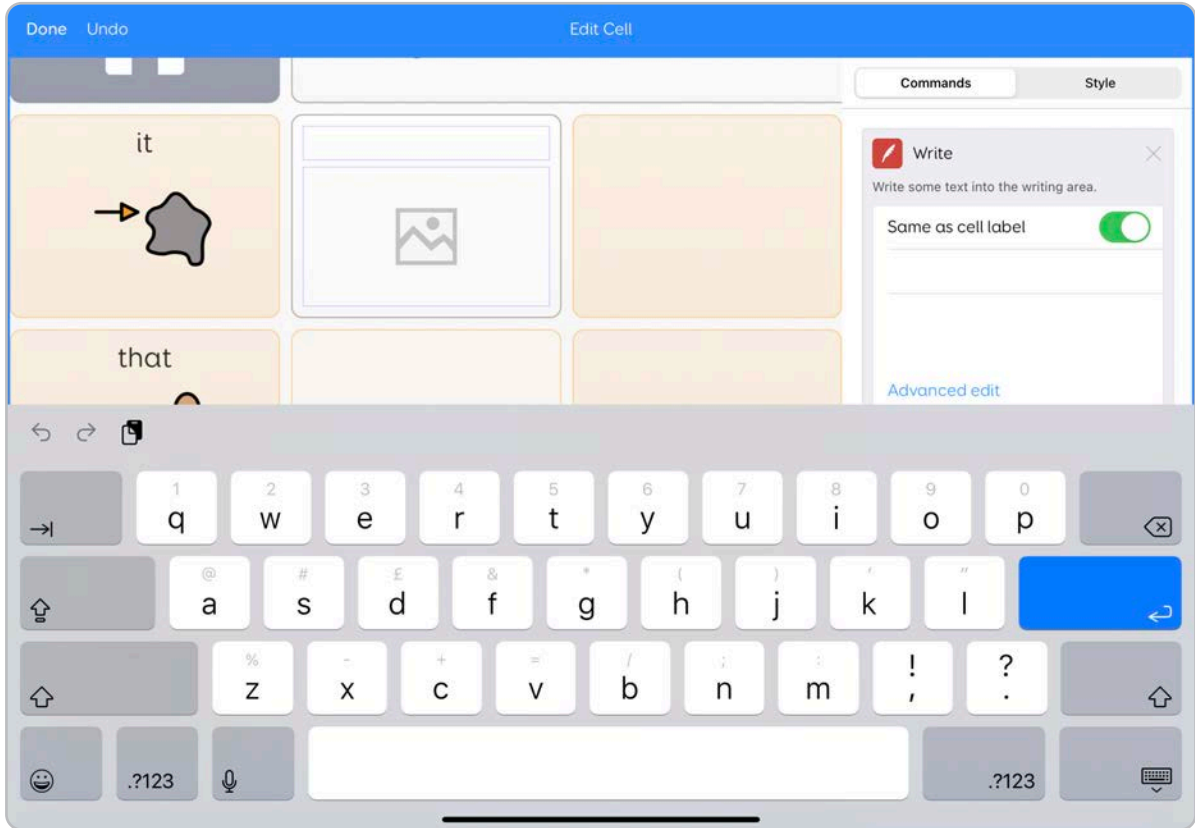 Done Undo Edit Cell
Commands Style
it
Write
Write some text into the writing area.
Same as cell label
that
Advanced edit
1 2 3 4 5 6 7 8 9 0
q w e r t y u i o p
@ # £ & * ( ) ' "
a s d f g h j k l
% - + = / ; : ! ?
z x c v b n m , .
.?123 .?123